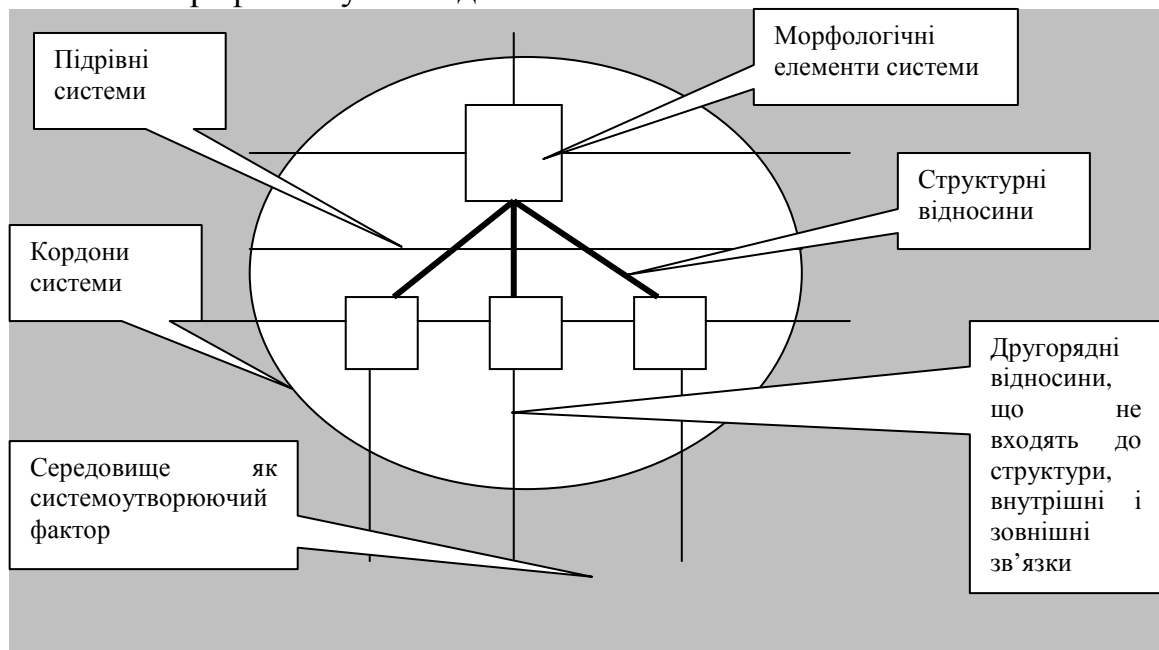 Підрівні
системи
Морфологічні
елементи системи
Структурні
відносини
Кордони
системи
Другорядні
відносини,
що не
входять до
структури,
внутрішні і
зовнішні
зв’язки
Середовище як
системоутворюючий
фактор